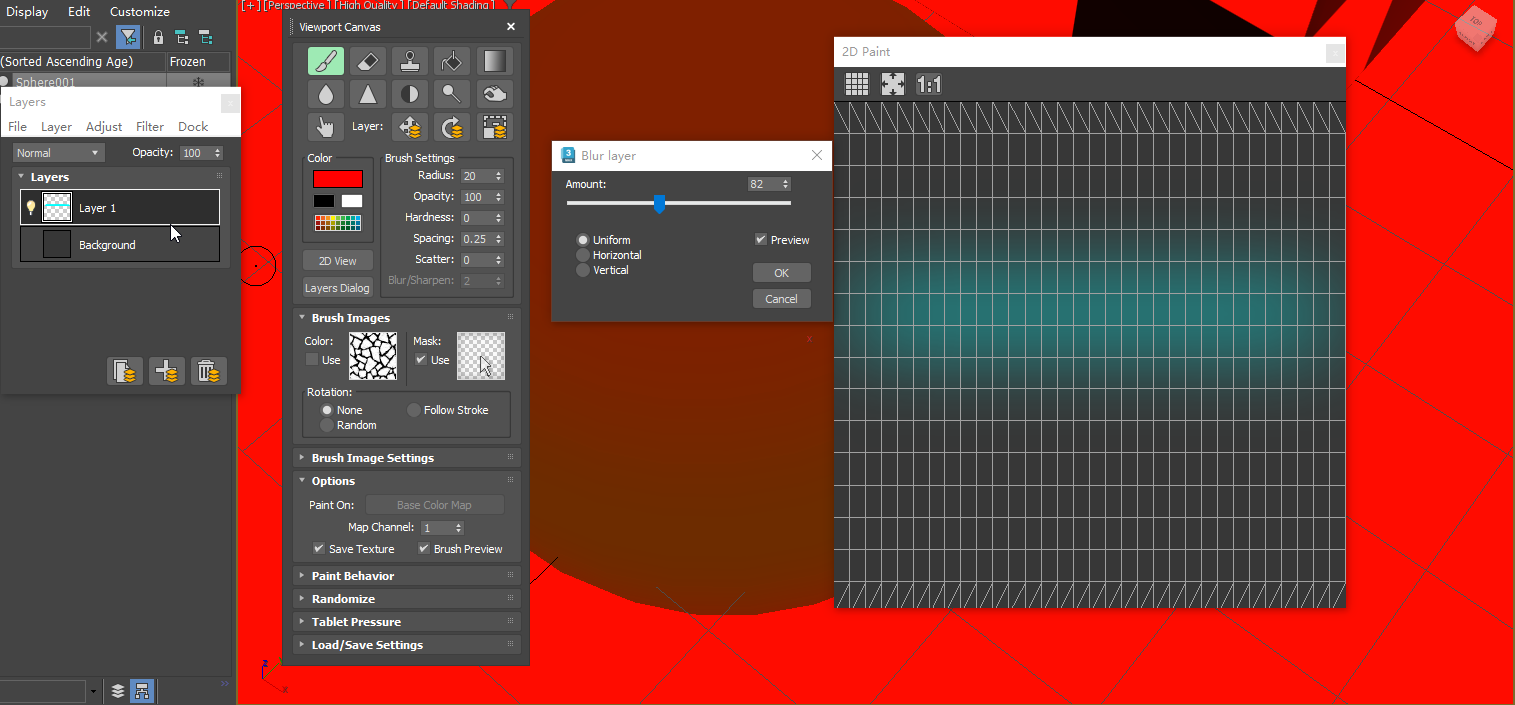 Display Edit Customize
(Sorted Ascending Age) Frozen
Sphere001
Layers
File Layer Adjust Filter Dock
Normal Opacity: 100
Layers
Layer 1
Background
[+] [Perspective] [High Quality] [Default Shading]
Viewport Canvas
Layer:
Color
Brush Settings
Radius: 20
Opacity: 100
Hardness: 0
Spacing: 0.25
Scatter: 0
Blur/Sharpen: 2
2D View
Layers Dialog
Brush Images
Color: Mask:
Use Use
Rotation:
None Follow Stroke
Random
Brush Image Settings
Options
Paint On: Base Color Map
Map Channel: 1
Save Texture Brush Preview
Paint Behavior
Randomize
Tablet Pressure
Load/Save Settings
3 Blur layer
Amount: 82
Uniform
Horizontal
Vertical
Preview
OK
Cancel
2D Paint
1:1
TOP
x
z
x